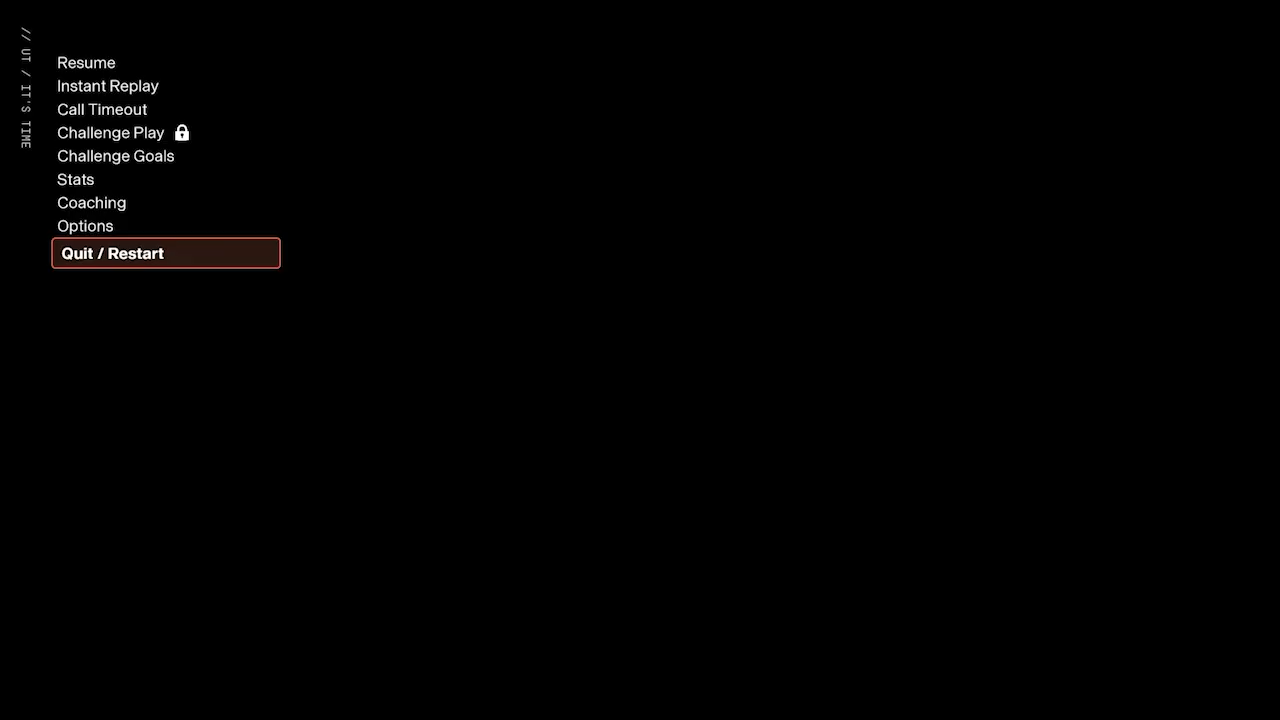 // UT / IT'S TIME
Resume
Instant Replay
Call Timeout
Challenge Play
Challenge Goals
Stats
Coaching
Options
Quit / Restart